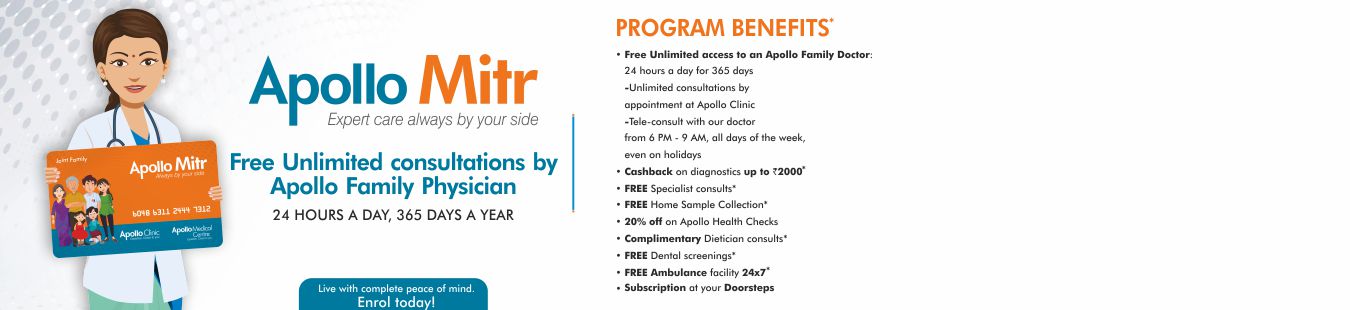 Apollo Mitr
Expert care always by your side
Free Unlimited consultations by
Apollo Family Physician
24 HOURS A DAY, 365 DAYS A YEAR
Live with complete peace of mind.
Enrol today!
Joint Family
Apollo Mitr
Always by your side
6048 6311 2444 7312
Apollo Clinic
Apollo Medical
Centre
PROGRAM BENEFITS*
• Free Unlimited access to an Apollo Family Doctor:
24 hours a day for 365 days
-Unlimited consultations by
appointment at Apollo Clinic
-Tele-consult with our doctor
from 6 PM - 9 AM, all days of the week,
even on holidays
• Cashback on diagnostics up to ₹2000*
• FREE Specialist consults*
• FREE Home Sample Collection*
• 20% off on Apollo Health Checks
• Complimentary Dietician consults*
• FREE Dental screenings*
• FREE Ambulance facility 24x7*
• Subscription at your Doorsteps